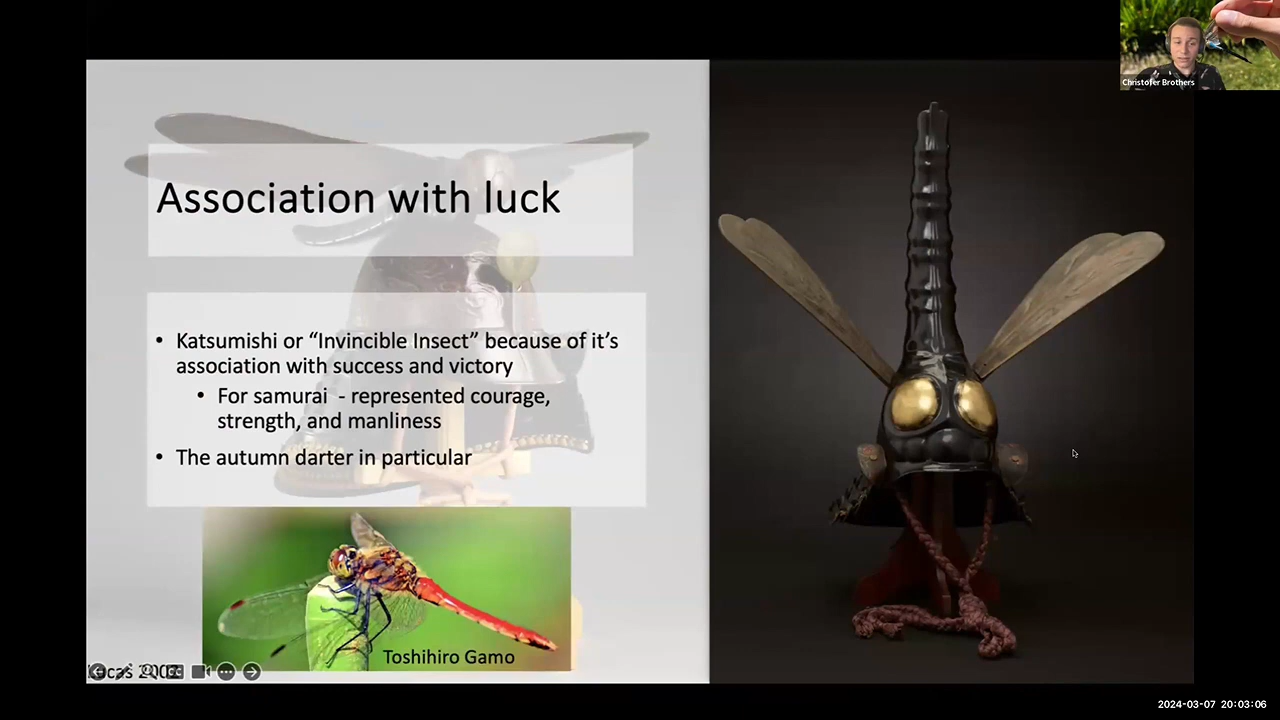 Christofer Brothers
Association with luck
• Katsumishi or “Invincible Insect” because of it’s
association with success and victory
• For samurai - represented courage,
strength, and manliness
• The autumn darter in particular
Toshihiro Gamo
2024-03-07 20:03:06